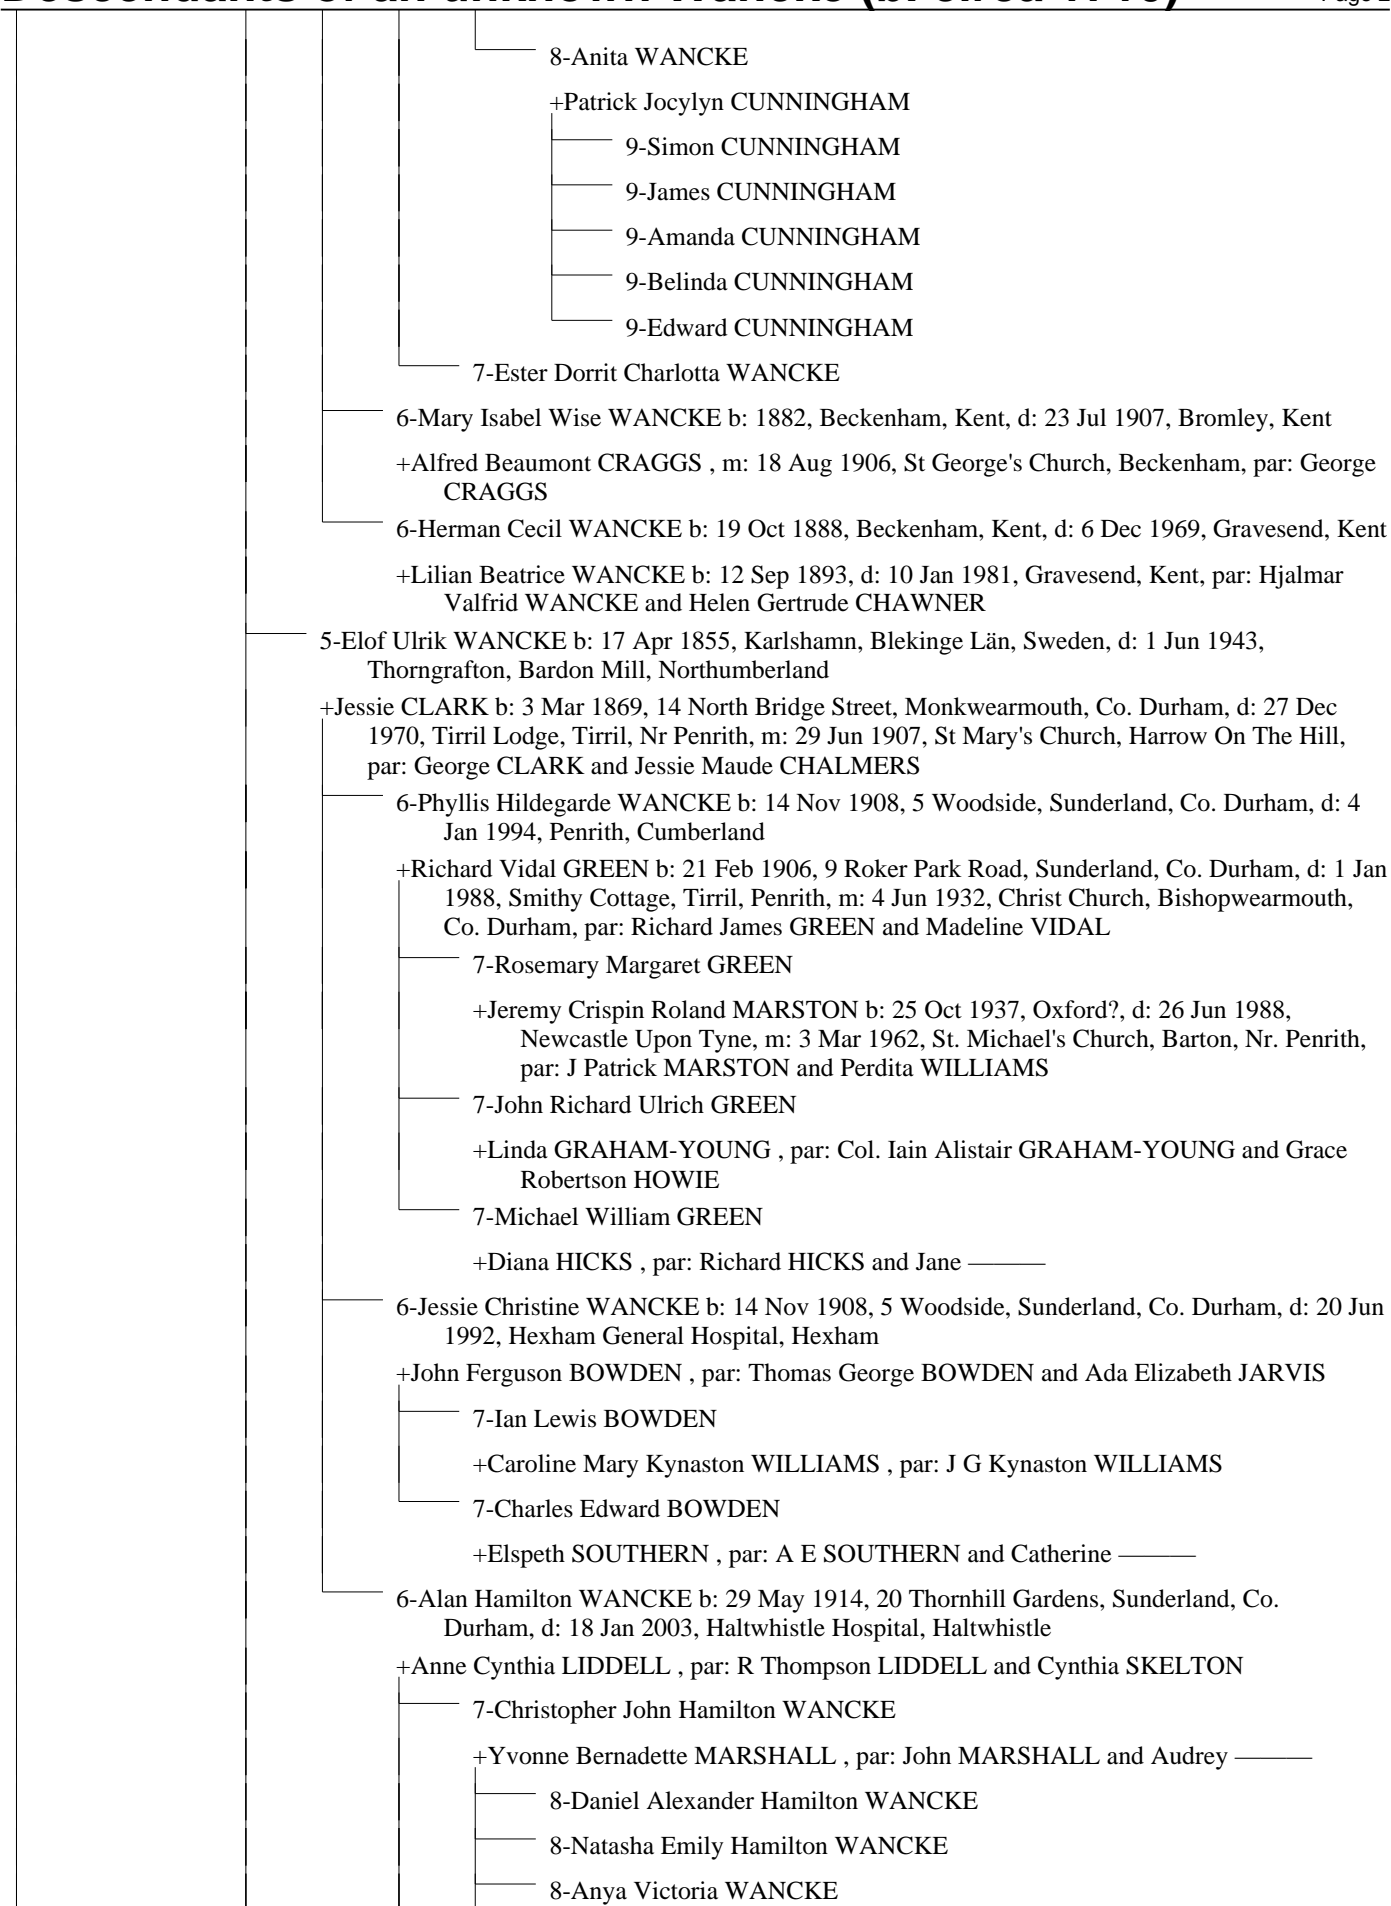 8-Anita WANCKE
+Patrick Jocylyn CUNNINGHAM
9-Simon CUNNINGHAM
9-James CUNNINGHAM
9-Amanda CUNNINGHAM
9-Belinda CUNNINGHAM
9-Edward CUNNINGHAM
7-Ester Dorrit Charlotta WANCKE
6-Mary Isabel Wise WANCKE b: 1882, Beckenham, Kent, d: 23 Jul 1907, Bromley, Kent
+Alfred Beaumont CRAGGS , m: 18 Aug 1906, St George's Church, Beckenham, par: George
CRAGGS
6-Herman Cecil WANCKE b: 19 Oct 1888, Beckenham, Kent, d: 6 Dec 1969, Gravesend, Kent
+Lilian Beatrice WANCKE b: 12 Sep 1893, d: 10 Jan 1981, Gravesend, Kent, par: Hjalmar
Valfrid WANCKE and Helen Gertrude CHAWNER
5-Elof Ulrik WANCKE b: 17 Apr 1855, Karlshamn, Blekinge Län, Sweden, d: 1 Jun 1943,
Thorngrafton, Bardon Mill, Northumberland
+Jessie CLARK b: 3 Mar 1869, 14 North Bridge Street, Monkwearmouth, Co. Durham, d: 27 Dec
1970, Tirril Lodge, Tirril, Nr Penrith, m: 29 Jun 1907, St Mary's Church, Harrow On The Hill,
par: George CLARK and Jessie Maude CHALMERS
6-Phyllis Hildegarde WANCKE b: 14 Nov 1908, 5 Woodside, Sunderland, Co. Durham, d: 4
Jan 1994, Penrith, Cumberland
+Richard Vidal GREEN b: 21 Feb 1906, 9 Roker Park Road, Sunderland, Co. Durham, d: 1 Jan
1988, Smithy Cottage, Tirril, Penrith, m: 4 Jun 1932, Christ Church, Bishopwearmouth,
Co. Durham, par: Richard James GREEN and Madeline VIDAL
7-Rosemary Margaret GREEN
+Jeremy Crispin Roland MARSTON b: 25 Oct 1937, Oxford?, d: 26 Jun 1988,
Newcastle Upon Tyne, m: 3 Mar 1962, St. Michael's Church, Barton, Nr. Penrith,
par: J Patrick MARSTON and Perdita WILLIAMS
7-John Richard Ulrich GREEN
+Linda GRAHAM-YOUNG , par: Col. Iain Alistair GRAHAM-YOUNG and Grace
Robertson HOWIE
7-Michael William GREEN
+Diana HICKS , par: Richard HICKS and Jane ———
6-Jessie Christine WANCKE b: 14 Nov 1908, 5 Woodside, Sunderland, Co. Durham, d: 20 Jun
1992, Hexham General Hospital, Hexham
+John Ferguson BOWDEN , par: Thomas George BOWDEN and Ada Elizabeth JARVIS
7-Ian Lewis BOWDEN
+Caroline Mary Kynaston WILLIAMS , par: J G Kynaston WILLIAMS
7-Charles Edward BOWDEN
+Elspeth SOUTHERN , par: A E SOUTHERN and Catherine ———
6-Alan Hamilton WANCKE b: 29 May 1914, 20 Thornhill Gardens, Sunderland, Co.
Durham, d: 18 Jan 2003, Haltwhistle Hospital, Haltwhistle
+Anne Cynthia LIDDELL , par: R Thompson LIDDELL and Cynthia SKELTON
7-Christopher John Hamilton WANCKE
+Yvonne Bernadette MARSHALL , par: John MARSHALL and Audrey ———
8-Daniel Alexander Hamilton WANCKE
8-Natasha Emily Hamilton WANCKE
8-Anya Victoria WANCKE